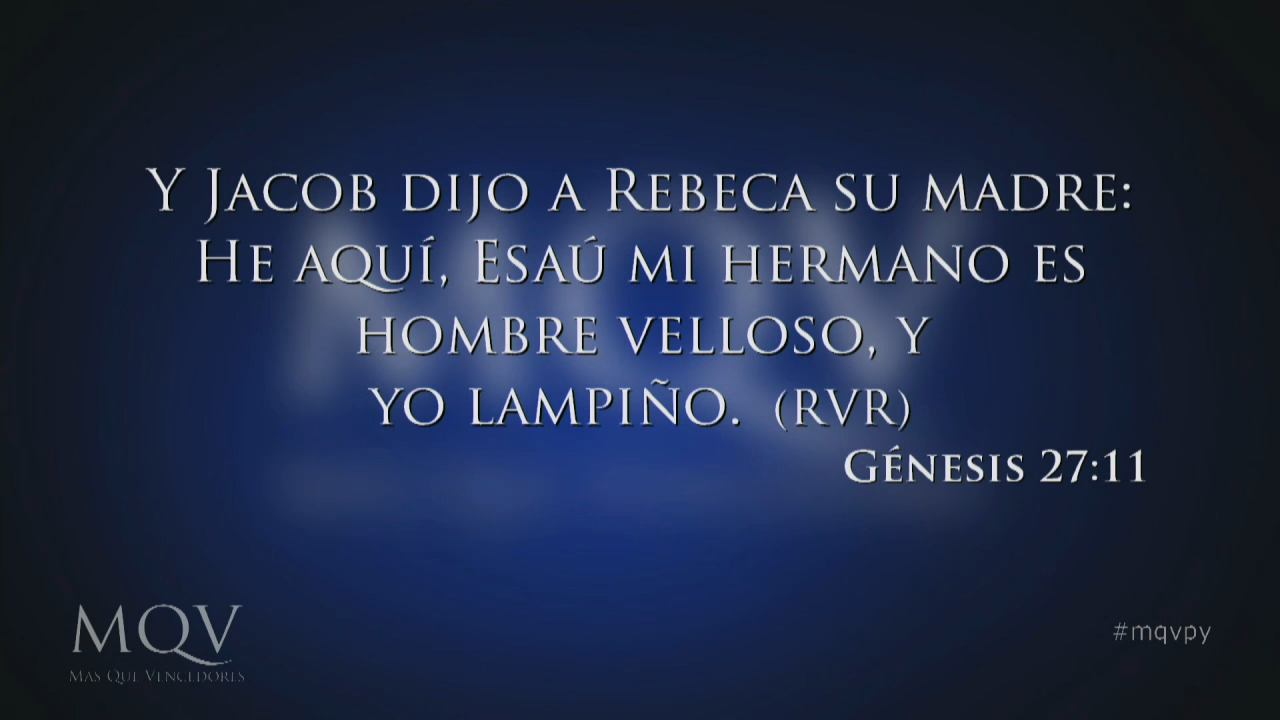 Y Jacob dijo a Rebeca su madre:
He aquí, Esaú mi hermano es
hombre velloso, y
yo lampiño. (RVR)
Génesis 27:11
MQV
Mas Que Vencedores
#mqvpy